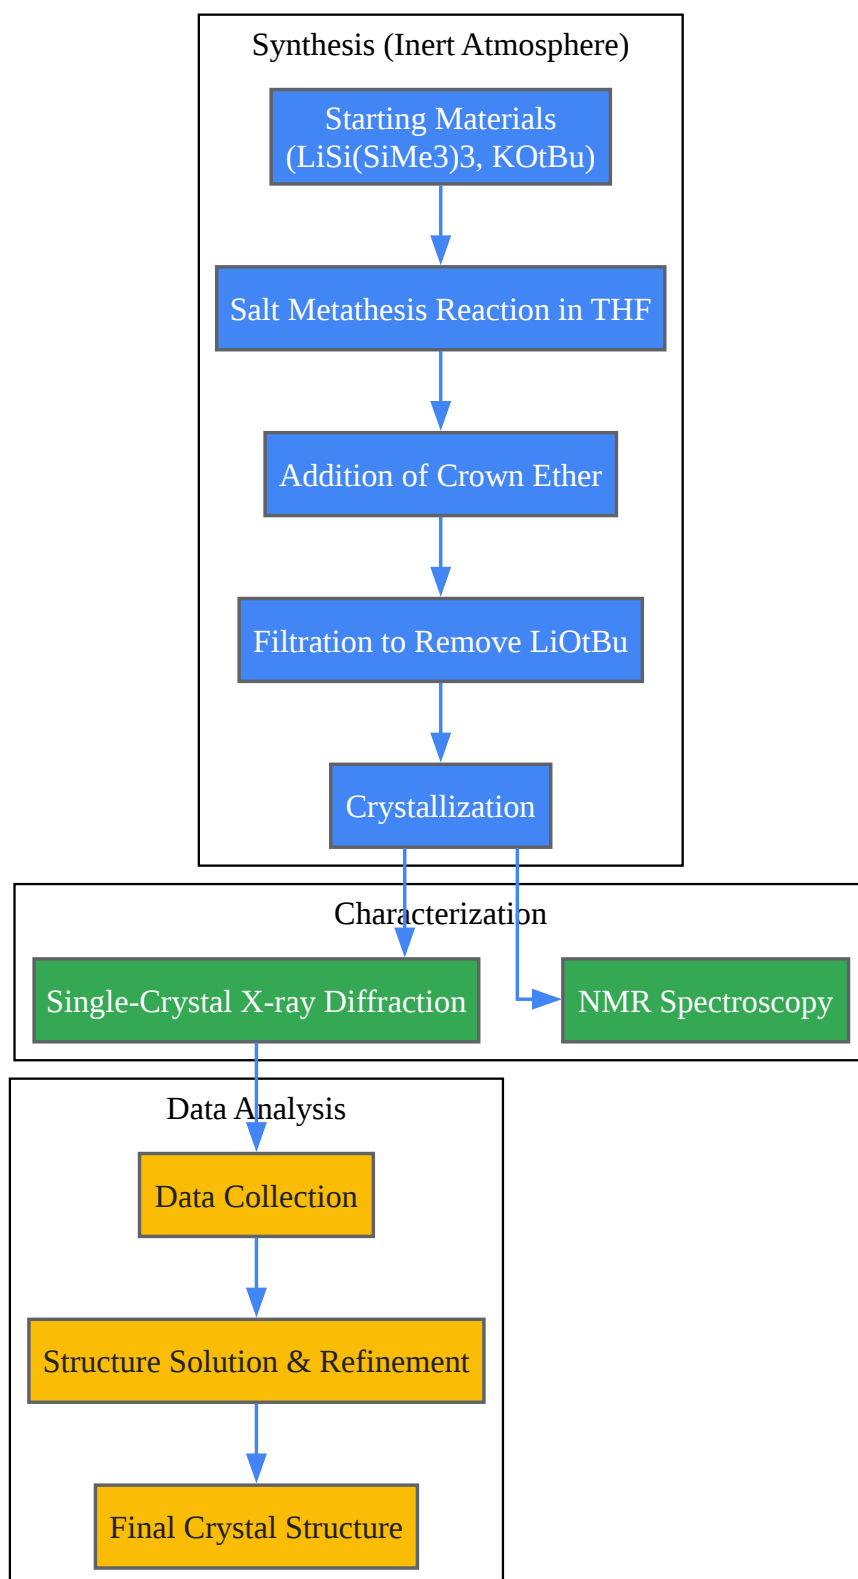 Synthesis (Inert Atmosphere)
Starting Materials
(LiSi(SiMe3)3, KOtBu)
Salt Metathesis Reaction in THF
Addition of Crown Ether
Filtration to Remove LiOtBu
Crystallization
Characterization
Single-Crystal X-ray Diffraction
NMR Spectroscopy
Data Analysis
Data Collection
Structure Solution & Refinement
Final Crystal Structure